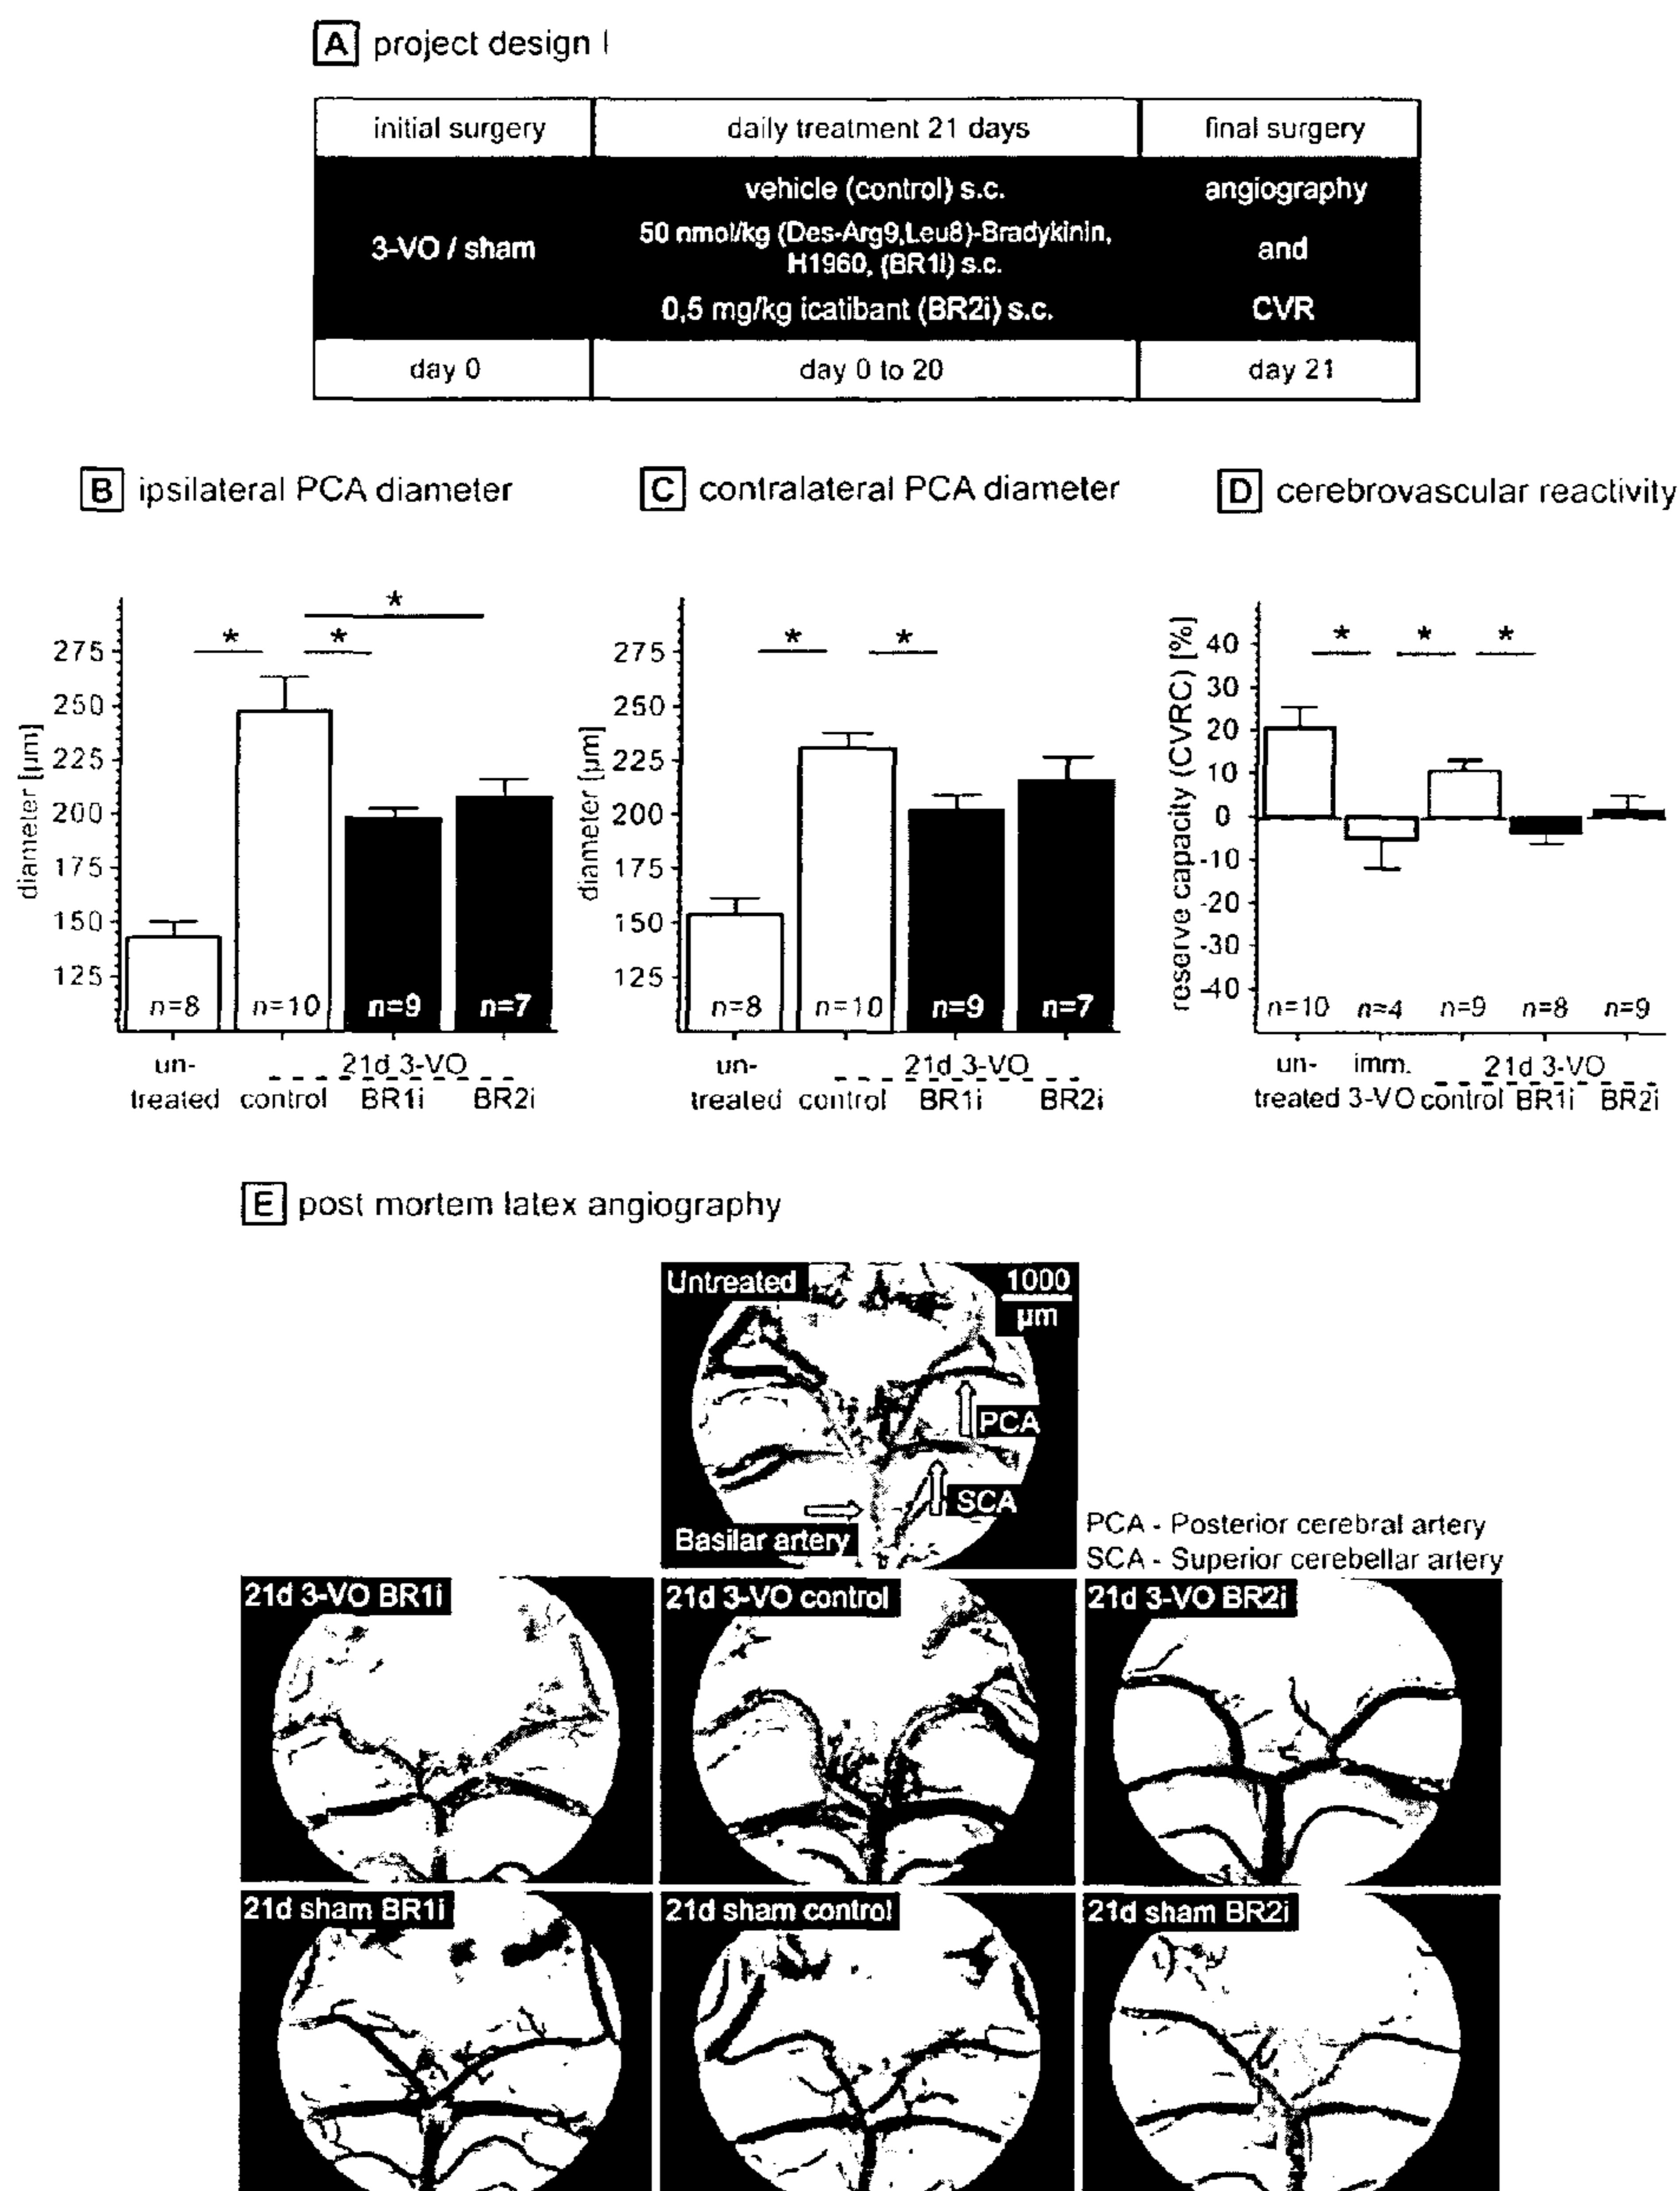 A project design I
initial surgery daily treatment 21 days final surgery
vehicle (control) s.c. angiography
3-VO / sham 50 nmol/kg (Des-Arg9,Leu8)-Bradykinin, and
H1960, (BR1i) s.c.
0,5 mg/kg icatibant (BR2i) s.c. CVR
day 0 day 0 to 20 day 21
B ipsilateral PCA diameter
diameter [µm]
* * *
275
250
225
200
175
150
125
n=8 n=10 n=9 n=7
un- 21d 3-VO
treated control BR1i BR2i
C contralateral PCA diameter
diameter [µm]
* *
275
250
225
200
175
150
125
n=8 n=10 n=9 n=7
un- 21d 3-VO
treated control BR1i BR2i
D cerebrovascular reactivity
reserve capacity (CVRC) [%]
* * *
40
30
20
10
0
-10
-20
-30
-40
n=10 n=4 n=9 n=8 n=9
un- imm. 21d 3-VO
treated 3-VO control BR1i BR2i
E post mortem latex angiography
Untreated 1000
µm
PCA
SCA
Basilar artery
PCA - Posterior cerebral artery
SCA - Superior cerebellar artery
21d 3-VO BR1i 21d 3-VO control 21d 3-VO BR2i
21d sham BR1i 21d sham control 21d sham BR2i